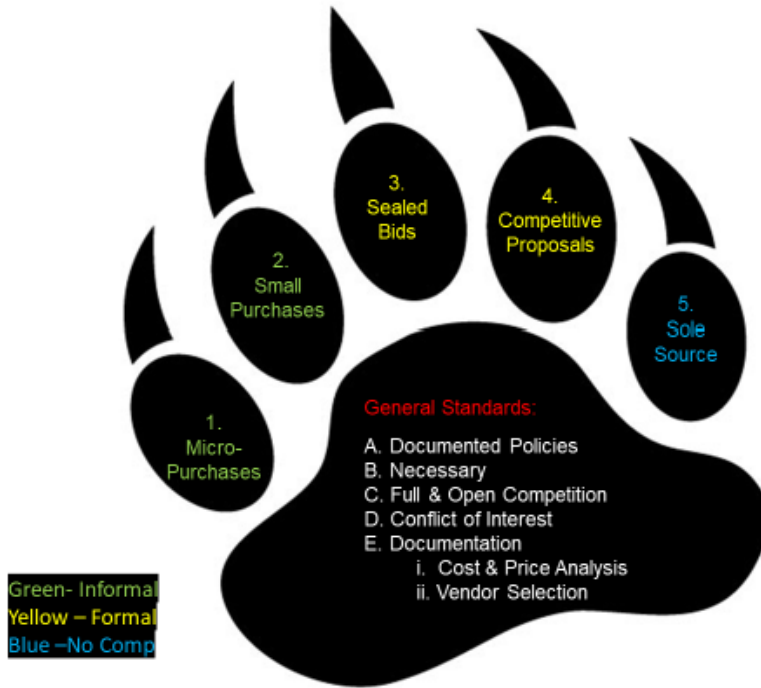 3.
Sealed
Bids
4.
Competitive
Proposals
2.
Small
Purchases
5.
Sole
Source
1.
Micro-
Purchases
General Standards:
A. Documented Policies
B. Necessary
C. Full & Open Competition
D. Conflict of Interest
E. Documentation
i. Cost & Price Analysis
ii. Vendor Selection
Green- Informal
Yellow – Formal
Blue –No Comp